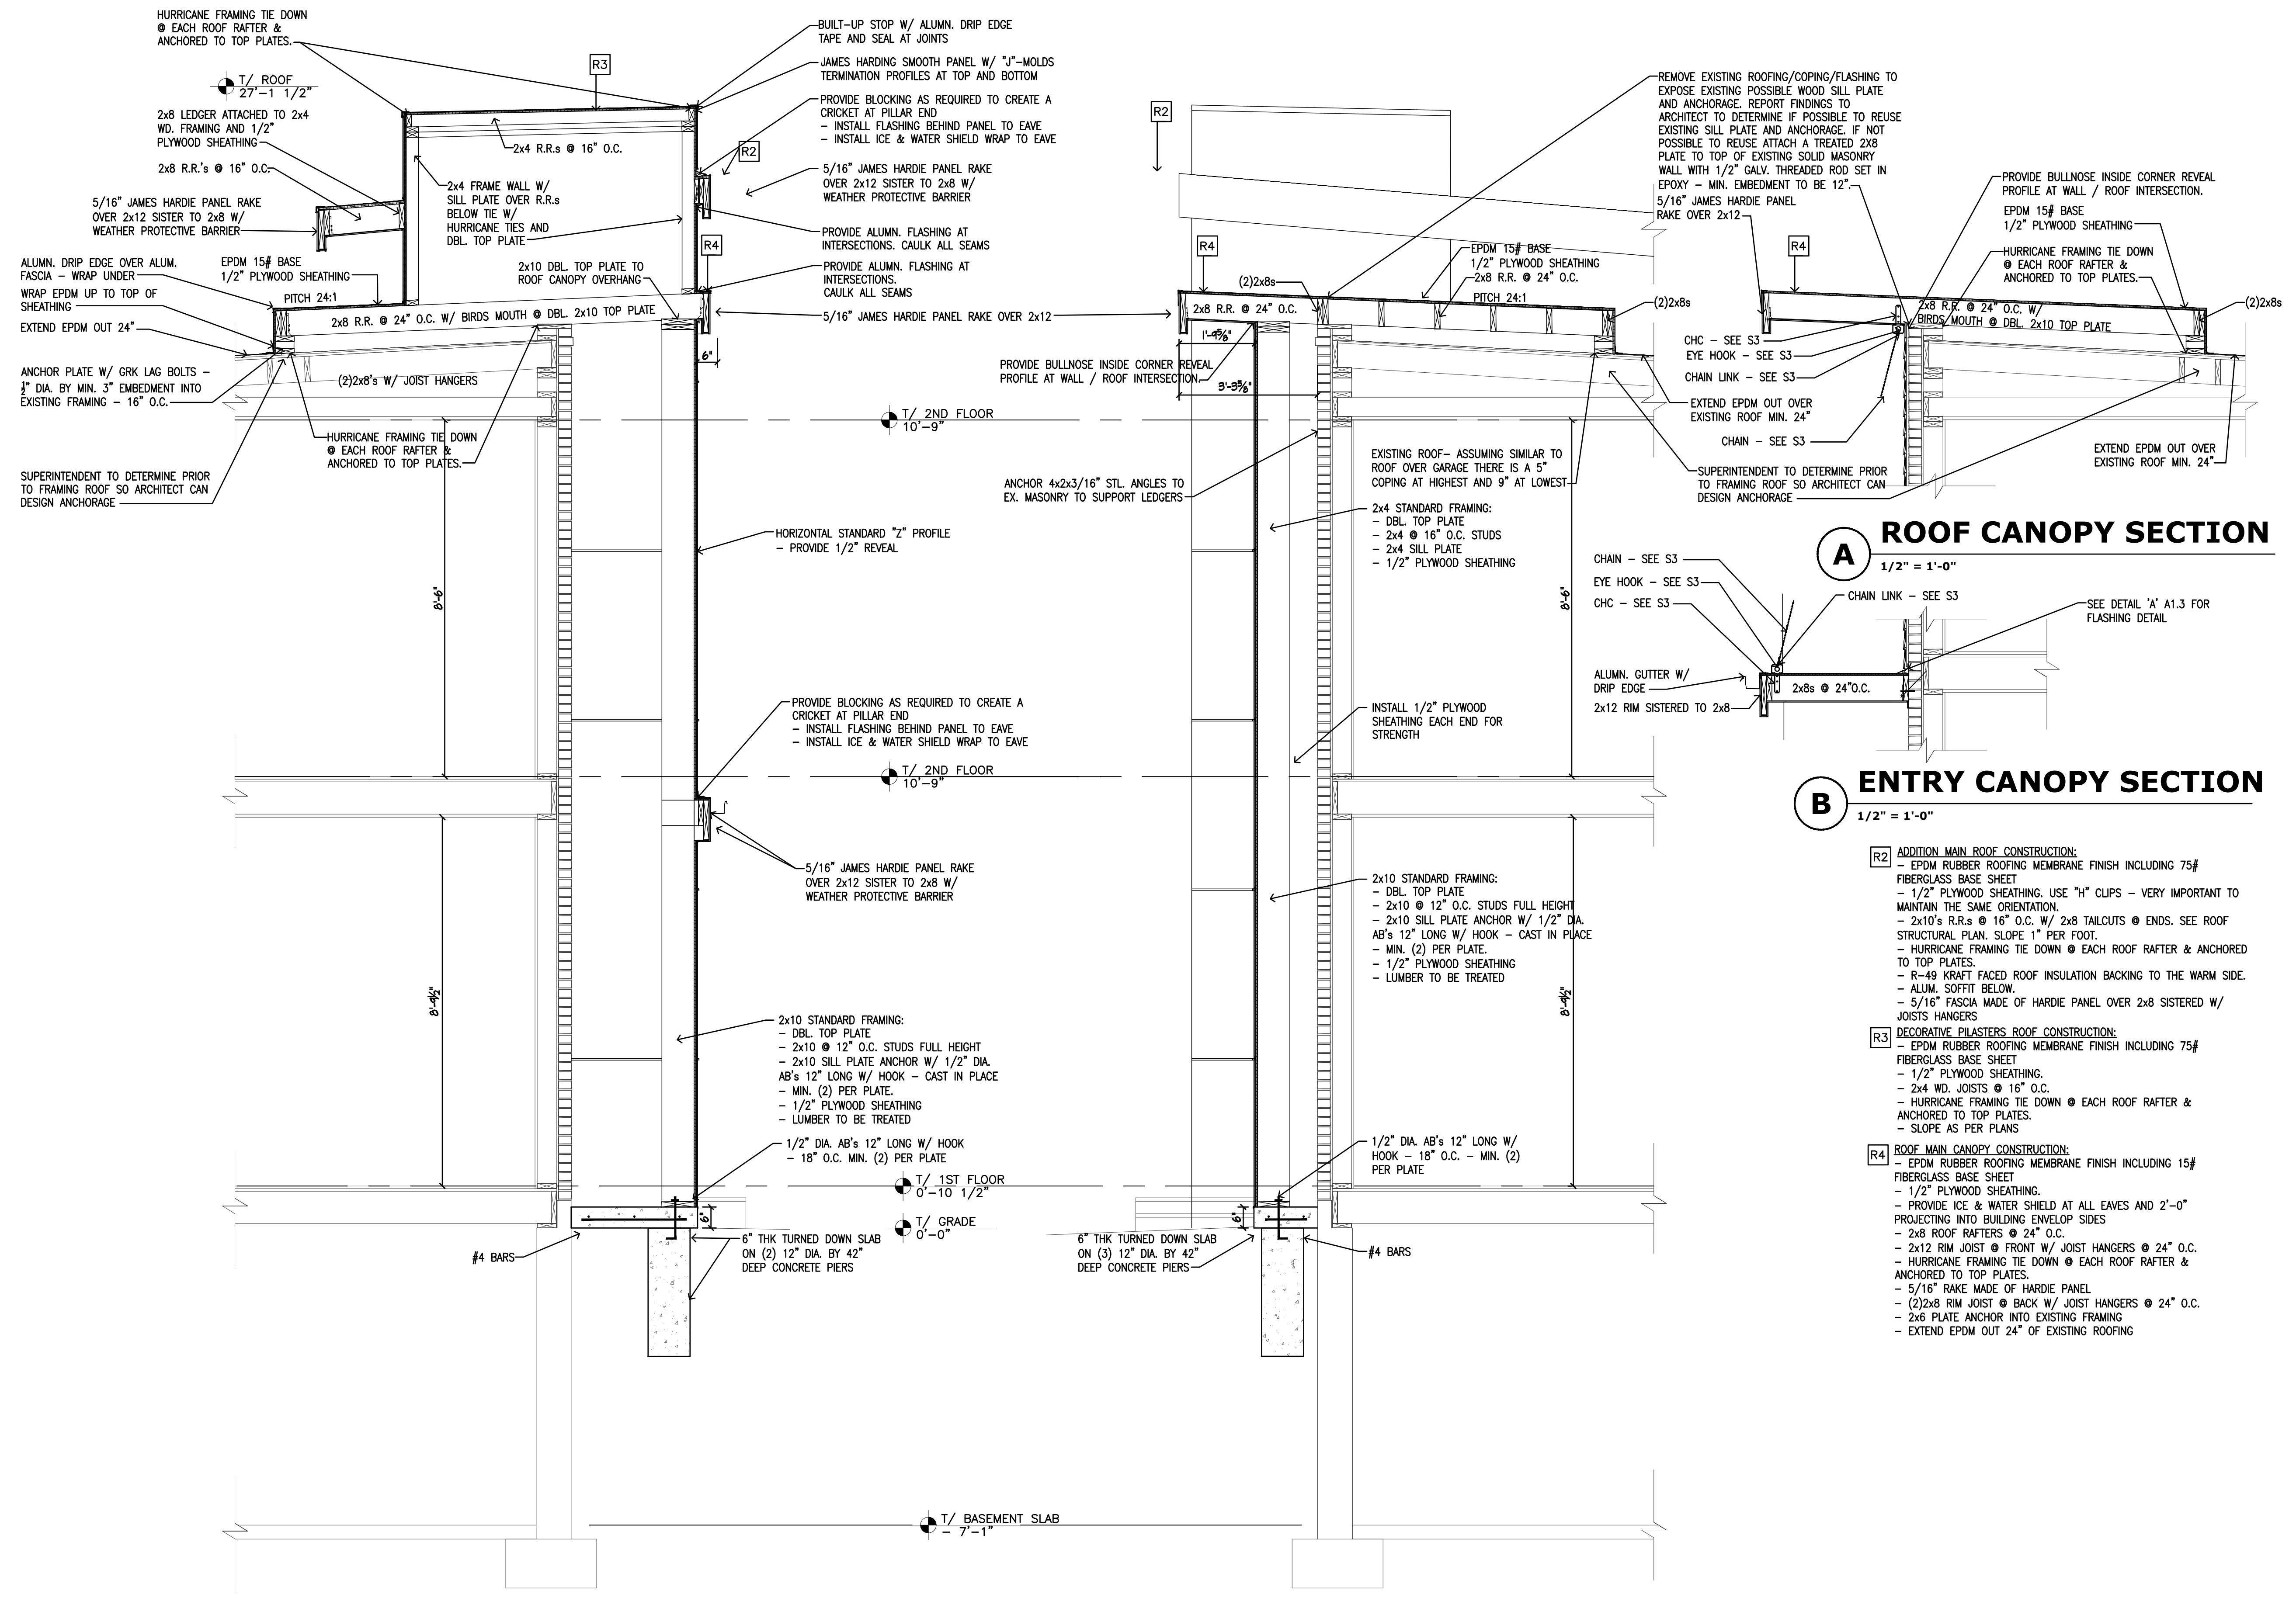 HURRICANE FRAMING TIE DOWN
@ EACH ROOF RAFTER &
ANCHORED TO TOP PLATES.
T/ ROOF
27'-1 1/2"
2x8 LEDGER ATTACHED TO 2x4
WD. FRAMING AND 1/2"
PLYWOOD SHEATHING
2x8 R.R.'s @ 16" O.C.
5/16" JAMES HARDIE PANEL RAKE
OVER 2x12 SISTER TO 2x8 W/
WEATHER PROTECTIVE BARRIER
ALUMN. DRIP EDGE OVER ALUM.
FASCIA - WRAP UNDER
WRAP EPDM UP TO TOP OF
SHEATHING
EXTEND EPDM OUT 24"
ANCHOR PLATE W/ GRK LAG BOLTS -
1/2" DIA. BY MIN. 3" EMBEDMENT INTO
EXISTING FRAMING - 16" O.C.
SUPERINTENDENT TO DETERMINE PRIOR
TO FRAMING ROOF SO ARCHITECT CAN
DESIGN ANCHORAGE
EPDM 15# BASE
1/2" PLYWOOD SHEATHING
PITCH 24:1
R3
2x4 R.R.s @ 16" O.C.
2x4 FRAME WALL W/
SILL PLATE OVER R.R.s
BELOW TIE W/
HURRICANE TIES AND
DBL. TOP PLATE
2x10 DBL. TOP PLATE TO
ROOF CANOPY OVERHANG
2x8 R.R. @ 24" O.C. W/ BIRDS MOUTH @ DBL. 2x10 TOP PLATE
(2)2x8's W/ JOIST HANGERS
HURRICANE FRAMING TIE DOWN
@ EACH ROOF RAFTER &
ANCHORED TO TOP PLATES.
8'-6"
8'-9½"
BUILT-UP STOP W/ ALUMN. DRIP EDGE
TAPE AND SEAL AT JOINTS
JAMES HARDING SMOOTH PANEL W/ "J"-MOLDS
TERMINATION PROFILES AT TOP AND BOTTOM
PROVIDE BLOCKING AS REQUIRED TO CREATE A
CRICKET AT PILLAR END
- INSTALL FLASHING BEHIND PANEL TO EAVE
- INSTALL ICE & WATER SHIELD WRAP TO EAVE
R2
5/16" JAMES HARDIE PANEL RAKE
OVER 2x12 SISTER TO 2x8 W/
WEATHER PROTECTIVE BARRIER
R4
PROVIDE ALUMN. FLASHING AT
INTERSECTIONS. CAULK ALL SEAMS
PROVIDE ALUMN. FLASHING AT
INTERSECTIONS.
CAULK ALL SEAMS
5/16" JAMES HARDIE PANEL RAKE OVER 2x12
6"
T/ 2ND FLOOR
10'-9"
HORIZONTAL STANDARD "Z" PROFILE
- PROVIDE 1/2" REVEAL
PROVIDE BLOCKING AS REQUIRED TO CREATE A
CRICKET AT PILLAR END
- INSTALL FLASHING BEHIND PANEL TO EAVE
- INSTALL ICE & WATER SHIELD WRAP TO EAVE
T/ 2ND FLOOR
10'-9"
5/16" JAMES HARDIE PANEL RAKE
OVER 2x12 SISTER TO 2x8 W/
WEATHER PROTECTIVE BARRIER
2x10 STANDARD FRAMING:
- DBL. TOP PLATE
- 2x10 @ 12" O.C. STUDS FULL HEIGHT
- 2x10 SILL PLATE ANCHOR W/ 1/2" DIA.
AB's 12" LONG W/ HOOK - CAST IN PLACE
- MIN. (2) PER PLATE.
- 1/2" PLYWOOD SHEATHING
- LUMBER TO BE TREATED
1/2" DIA. AB's 12" LONG W/ HOOK
- 18" O.C. MIN. (2) PER PLATE
T/ 1ST FLOOR
0'-10 1/2"
T/ GRADE
0'-0"
6"
#4 BARS
6" THK TURNED DOWN SLAB
ON (2) 12" DIA. BY 42"
DEEP CONCRETE PIERS
T/ BASEMENT SLAB
- 7'-1"
R2
R4
(2)2x8s
2x8 R.R. @ 24" O.C.
1'-9⅝"
3'-3⅝"
PROVIDE BULLNOSE INSIDE CORNER REVEAL
PROFILE AT WALL / ROOF INTERSECTION.
ANCHOR 4x2x3/16" STL. ANGLES TO
EX. MASONRY TO SUPPORT LEDGERS
EPDM 15# BASE
1/2" PLYWOOD SHEATHING
2x8 R.R. @ 24" O.C.
PITCH 24:1
(2)2x8s
EXISTING ROOF- ASSUMING SIMILAR TO
ROOF OVER GARAGE THERE IS A 5"
COPING AT HIGHEST AND 9" AT LOWEST
2x4 STANDARD FRAMING:
- DBL. TOP PLATE
- 2x4 @ 16" O.C. STUDS
- 2x4 SILL PLATE
- 1/2" PLYWOOD SHEATHING
8'-6"
INSTALL 1/2" PLYWOOD
SHEATHING EACH END FOR
STRENGTH
2x10 STANDARD FRAMING:
- DBL. TOP PLATE
- 2x10 @ 12" O.C. STUDS FULL HEIGHT
- 2x10 SILL PLATE ANCHOR W/ 1/2" DIA.
AB's 12" LONG W/ HOOK - CAST IN PLACE
- MIN. (2) PER PLATE.
- 1/2" PLYWOOD SHEATHING
- LUMBER TO BE TREATED
8'-9½"
1/2" DIA. AB's 12" LONG W/
HOOK - 18" O.C. - MIN. (2)
PER PLATE
6"
6" THK TURNED DOWN SLAB
ON (3) 12" DIA. BY 42"
DEEP CONCRETE PIERS
#4 BARS
REMOVE EXISTING ROOFING/COPING/FLASHING TO
EXPOSE EXISTING POSSIBLE WOOD SILL PLATE
AND ANCHORAGE. REPORT FINDINGS TO
ARCHITECT TO DETERMINE IF POSSIBLE TO REUSE
EXISTING SILL PLATE AND ANCHORAGE. IF NOT
POSSIBLE TO REUSE ATTACH A TREATED 2X8
PLATE TO TOP OF EXISTING SOLID MASONRY
WALL WITH 1/2" GALV. THREADED ROD SET IN
EPOXY - MIN. EMBEDMENT TO BE 12".
5/16" JAMES HARDIE PANEL
RAKE OVER 2x12
R4
PROVIDE BULLNOSE INSIDE CORNER REVEAL
PROFILE AT WALL / ROOF INTERSECTION.
EPDM 15# BASE
1/2" PLYWOOD SHEATHING
HURRICANE FRAMING TIE DOWN
@ EACH ROOF RAFTER &
ANCHORED TO TOP PLATES.
(2)2x8s
2x8 R.R. @ 24" O.C. W/
BIRDS MOUTH @ DBL. 2x10 TOP PLATE
CHC - SEE S3
EYE HOOK - SEE S3
CHAIN LINK - SEE S3
EXTEND EPDM OUT OVER
EXISTING ROOF MIN. 24"
CHAIN - SEE S3
EXTEND EPDM OUT OVER
EXISTING ROOF MIN. 24"
SUPERINTENDENT TO DETERMINE PRIOR
TO FRAMING ROOF SO ARCHITECT CAN
DESIGN ANCHORAGE
A
ROOF CANOPY SECTION
1/2" = 1'-0"
CHAIN - SEE S3
EYE HOOK - SEE S3
CHC - SEE S3
CHAIN LINK - SEE S3
SEE DETAIL 'A' A1.3 FOR
FLASHING DETAIL
ALUMN. GUTTER W/
DRIP EDGE
2x12 RIM SISTERED TO 2x8
2x8s @ 24"O.C.
B
ENTRY CANOPY SECTION
1/2" = 1'-0"
R2
ADDITION MAIN ROOF CONSTRUCTION:
- EPDM RUBBER ROOFING MEMBRANE FINISH INCLUDING 75#
FIBERGLASS BASE SHEET
- 1/2" PLYWOOD SHEATHING. USE "H" CLIPS - VERY IMPORTANT TO
MAINTAIN THE SAME ORIENTATION.
- 2x10's R.R.s @ 16" O.C. W/ 2x8 TAILCUTS @ ENDS. SEE ROOF
STRUCTURAL PLAN. SLOPE 1" PER FOOT.
- HURRICANE FRAMING TIE DOWN @ EACH ROOF RAFTER & ANCHORED
TO TOP PLATES.
- R-49 KRAFT FACED ROOF INSULATION BACKING TO THE WARM SIDE.
- ALUM. SOFFIT BELOW.
- 5/16" FASCIA MADE OF HARDIE PANEL OVER 2x8 SISTERED W/
JOISTS HANGERS
R3
DECORATIVE PILASTERS ROOF CONSTRUCTION:
- EPDM RUBBER ROOFING MEMBRANE FINISH INCLUDING 75#
FIBERGLASS BASE SHEET
- 1/2" PLYWOOD SHEATHING.
- 2x4 WD. JOISTS @ 16" O.C.
- HURRICANE FRAMING TIE DOWN @ EACH ROOF RAFTER &
ANCHORED TO TOP PLATES.
- SLOPE AS PER PLANS
R4
ROOF MAIN CANOPY CONSTRUCTION:
- EPDM RUBBER ROOFING MEMBRANE FINISH INCLUDING 15#
FIBERGLASS BASE SHEET
- 1/2" PLYWOOD SHEATHING.
- PROVIDE ICE & WATER SHIELD AT ALL EAVES AND 2'-0"
PROJECTING INTO BUILDING ENVELOP SIDES
- 2x8 ROOF RAFTERS @ 24" O.C.
- 2x12 RIM JOIST @ FRONT W/ JOIST HANGERS @ 24" O.C.
- HURRICANE FRAMING TIE DOWN @ EACH ROOF RAFTER &
ANCHORED TO TOP PLATES.
- 5/16" RAKE MADE OF HARDIE PANEL
- (2)2x8 RIM JOIST @ BACK W/ JOIST HANGERS @ 24" O.C.
- 2x6 PLATE ANCHOR INTO EXISTING FRAMING
- EXTEND EPDM OUT 24" OF EXISTING ROOFING